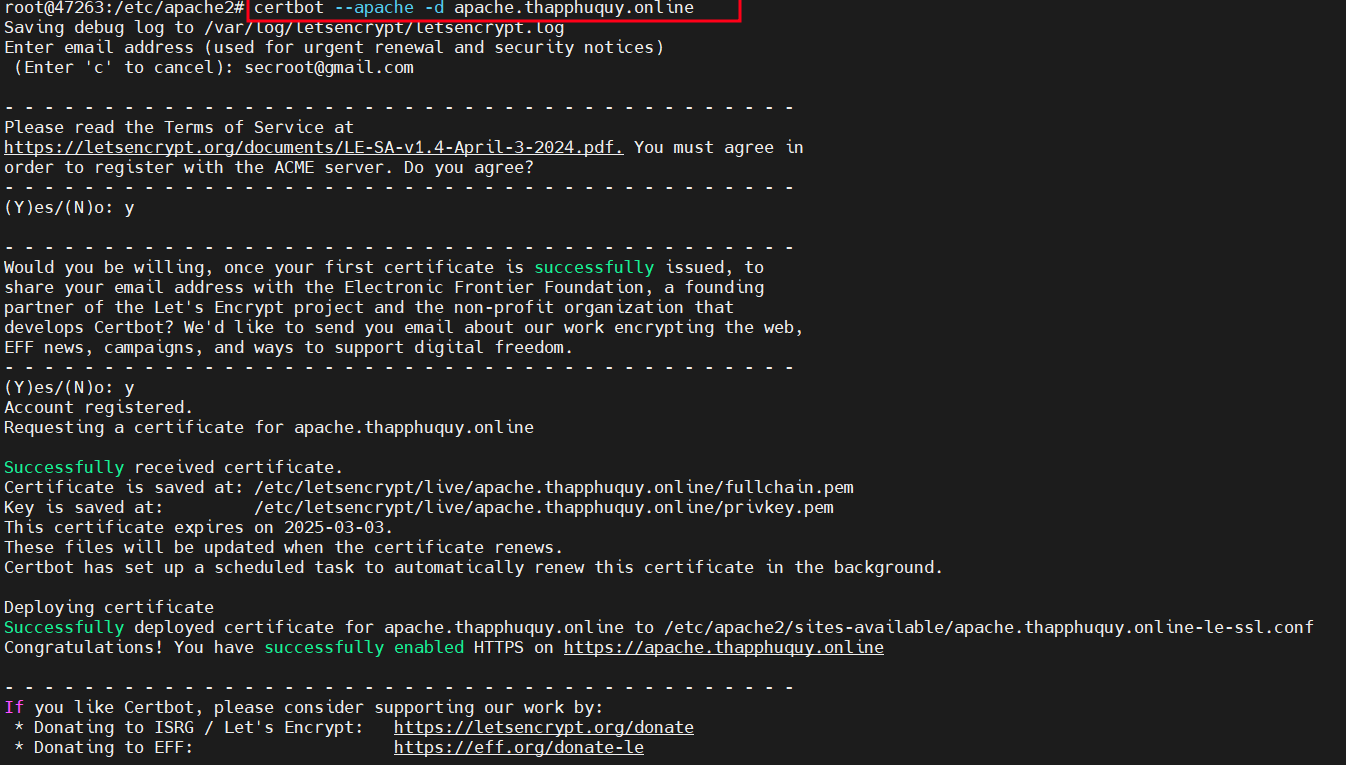 root@47263:/etc/apache2# certbot --apache -d apache.thapphuquy.online
Saving debug log to /var/log/letsencrypt/letsencrypt.log
Enter email address (used for urgent renewal and security notices)
 (Enter 'c' to cancel): secroot@gmail.com
- - - - - - - - - - - - - - - - - - - - - - - - - - - - - - - - - - - - - - - -
Please read the Terms of Service at
https://letsencrypt.org/documents/LE-SA-v1.4-April-3-2024.pdf. You must agree in
order to register with the ACME server. Do you agree?
- - - - - - - - - - - - - - - - - - - - - - - - - - - - - - - - - - - - - - - -
(Y)es/(N)o: y
- - - - - - - - - - - - - - - - - - - - - - - - - - - - - - - - - - - - - - - -
Would you be willing, once your first certificate is successfully issued, to
share your email address with the Electronic Frontier Foundation, a founding
partner of the Let's Encrypt project and the non-profit organization that
develops Certbot? We'd like to send you email about our work encrypting the web,
EFF news, campaigns, and ways to support digital freedom.
- - - - - - - - - - - - - - - - - - - - - - - - - - - - - - - - - - - - - - - -
(Y)es/(N)o: y
Account registered.
Requesting a certificate for apache.thapphuquy.online
Successfully received certificate.
Certificate is saved at: /etc/letsencrypt/live/apache.thapphuquy.online/fullchain.pem
Key is saved at:         /etc/letsencrypt/live/apache.thapphuquy.online/privkey.pem
This certificate expires on 2025-03-03.
These files will be updated when the certificate renews.
Certbot has set up a scheduled task to automatically renew this certificate in the background.
Deploying certificate
Successfully deployed certificate for apache.thapphuquy.online to /etc/apache2/sites-available/apache.thapphuquy.online-le-ssl.conf
Congratulations! You have successfully enabled HTTPS on https://apache.thapphuquy.online
- - - - - - - - - - - - - - - - - - - - - - - - - - - - - - - - - - - - - - - -
If you like Certbot, please consider supporting our work by:
 * Donating to ISRG / Let's Encrypt:   https://letsencrypt.org/donate
 * Donating to EFF:                    https://eff.org/donate-le